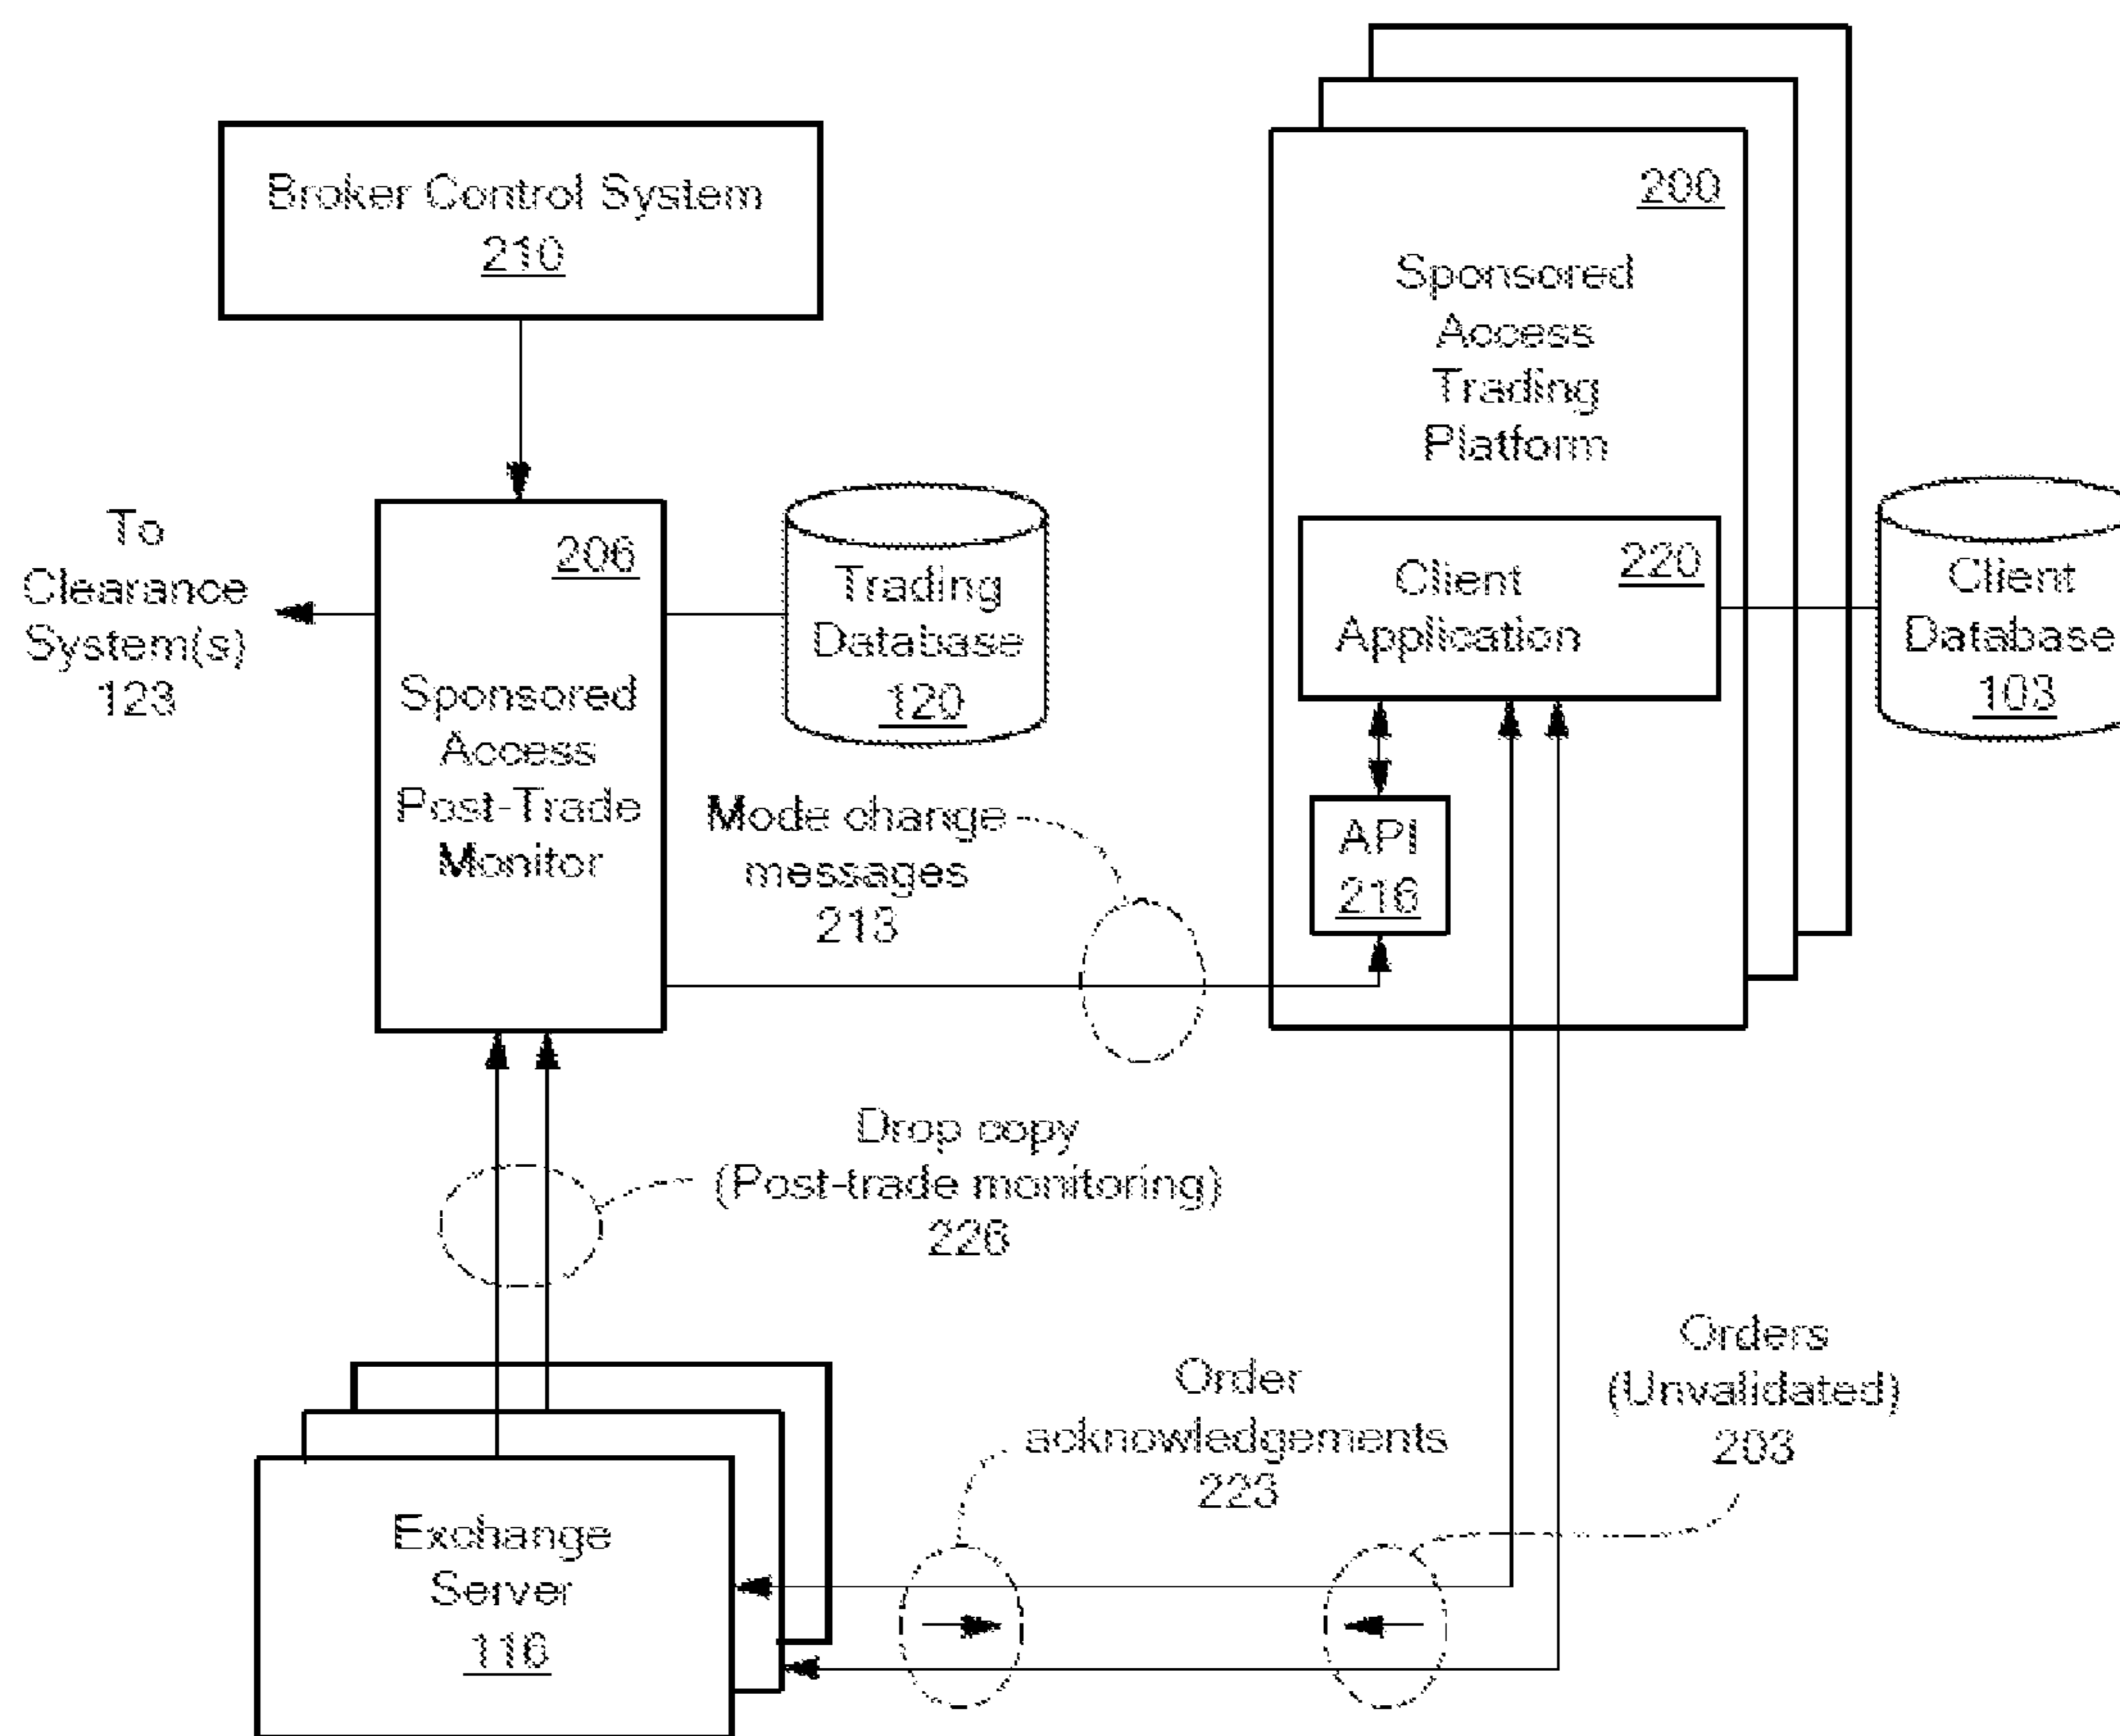 Broker Control System
210
200
Sponsored
Access
Trading
Platform
To
Clearance
System(s)
123
206
Sponsored
Access
Post-Trade
Monitor
Trading
Database
120
220
Client
Application
Client
Database
103
Mode change
messages
213
API
216
Drop copy
(Post-trade monitoring)
226
Order
acknowledgements
223
Orders
(Unvalidated)
203
Exchange
Server
116